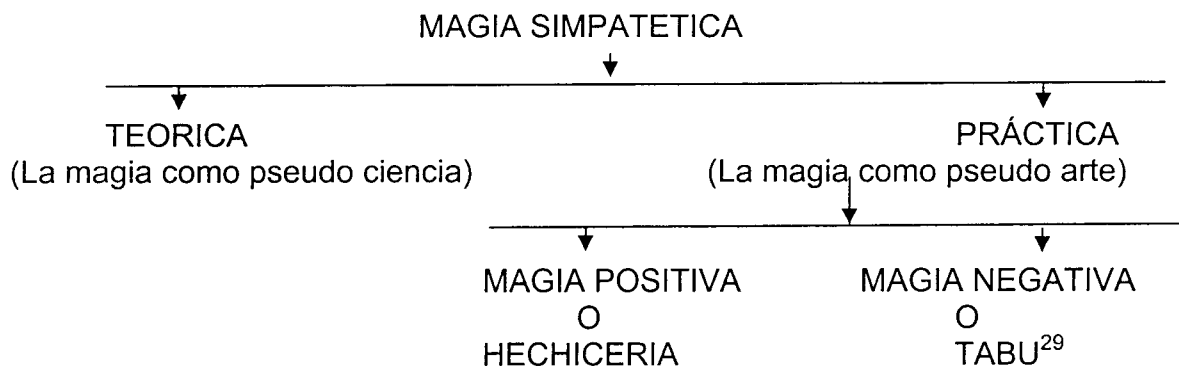 MAGIA SIMPATETICA
TEORICA PRÁCTICA
(La magia como pseudo ciencia) (La magia como pseudo arte)
MAGIA POSITIVA MAGIA NEGATIVA
O O
HECHICERIA TABU29